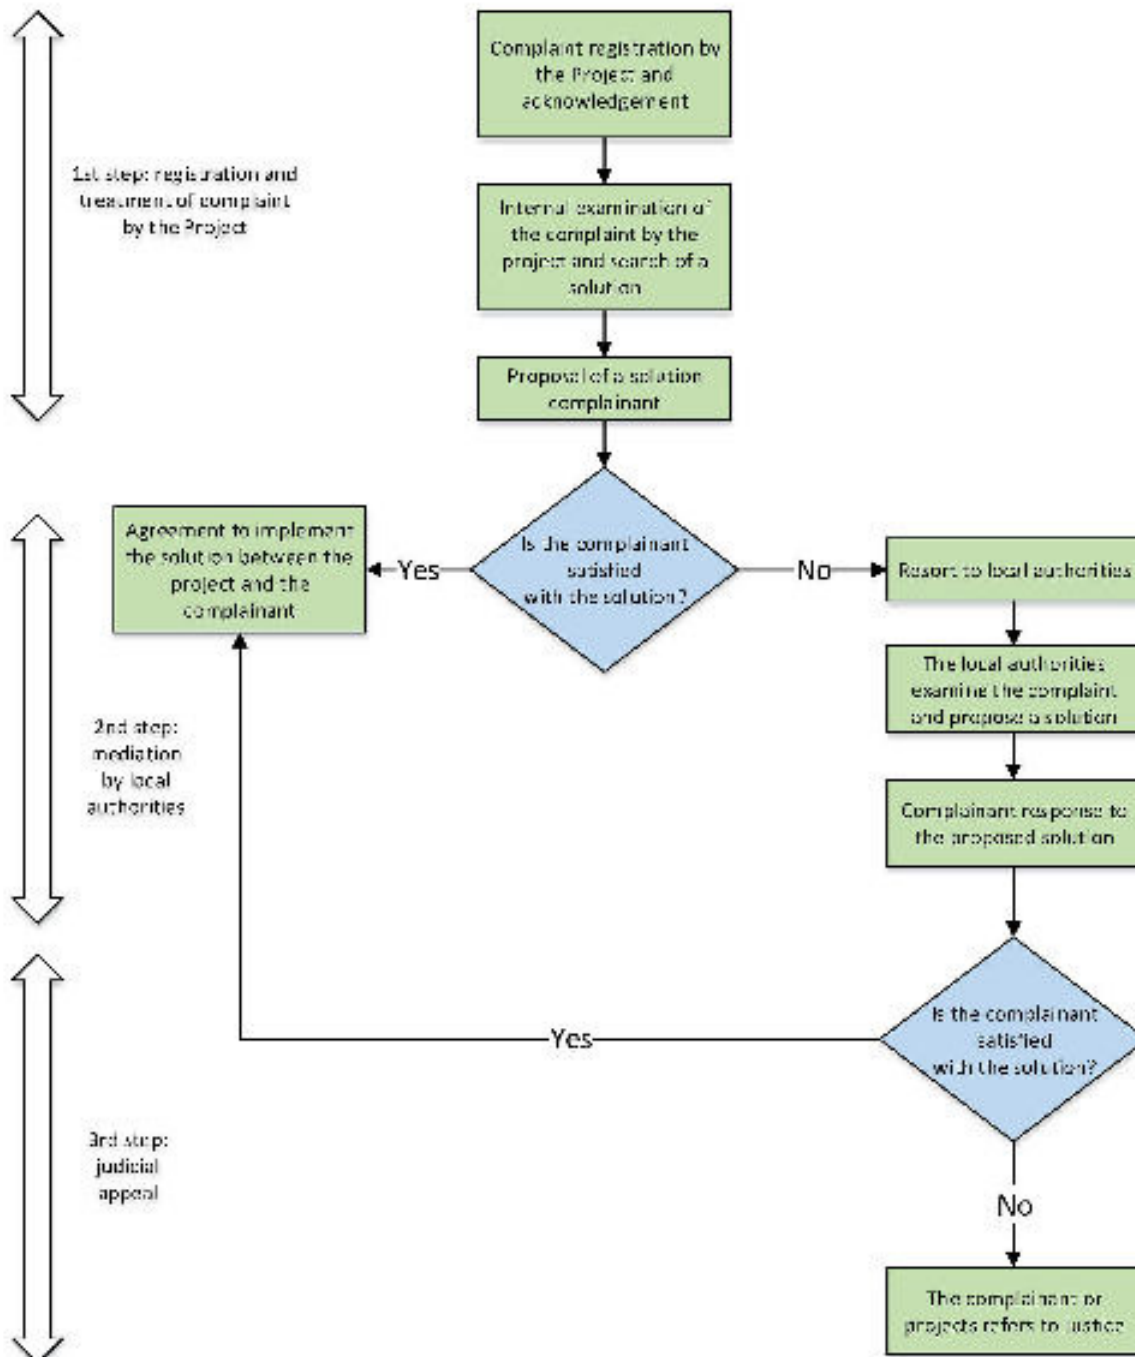 Complaint registration by
the Project and
acknowledgement
1st step: registration and
treatment of complaint
by the Project
Internal examination of
the complaint by the
project and search of a
solution
Proposal of a solution
complainant
Agreement to implement
the solution between the
project and the
complainant
Yes
Is the complainant
satisfied
with the solution?
No
Resort to local authorities
The local authorities
examine the complaint
and propose a solution
2nd step:
mediation
by local
authorities
Complainant response to
the proposed solution
Is the complainant
satisfied
with the solution?
Yes
3rd step:
judicial
appeal
No
The complainant or
projects refers to justice